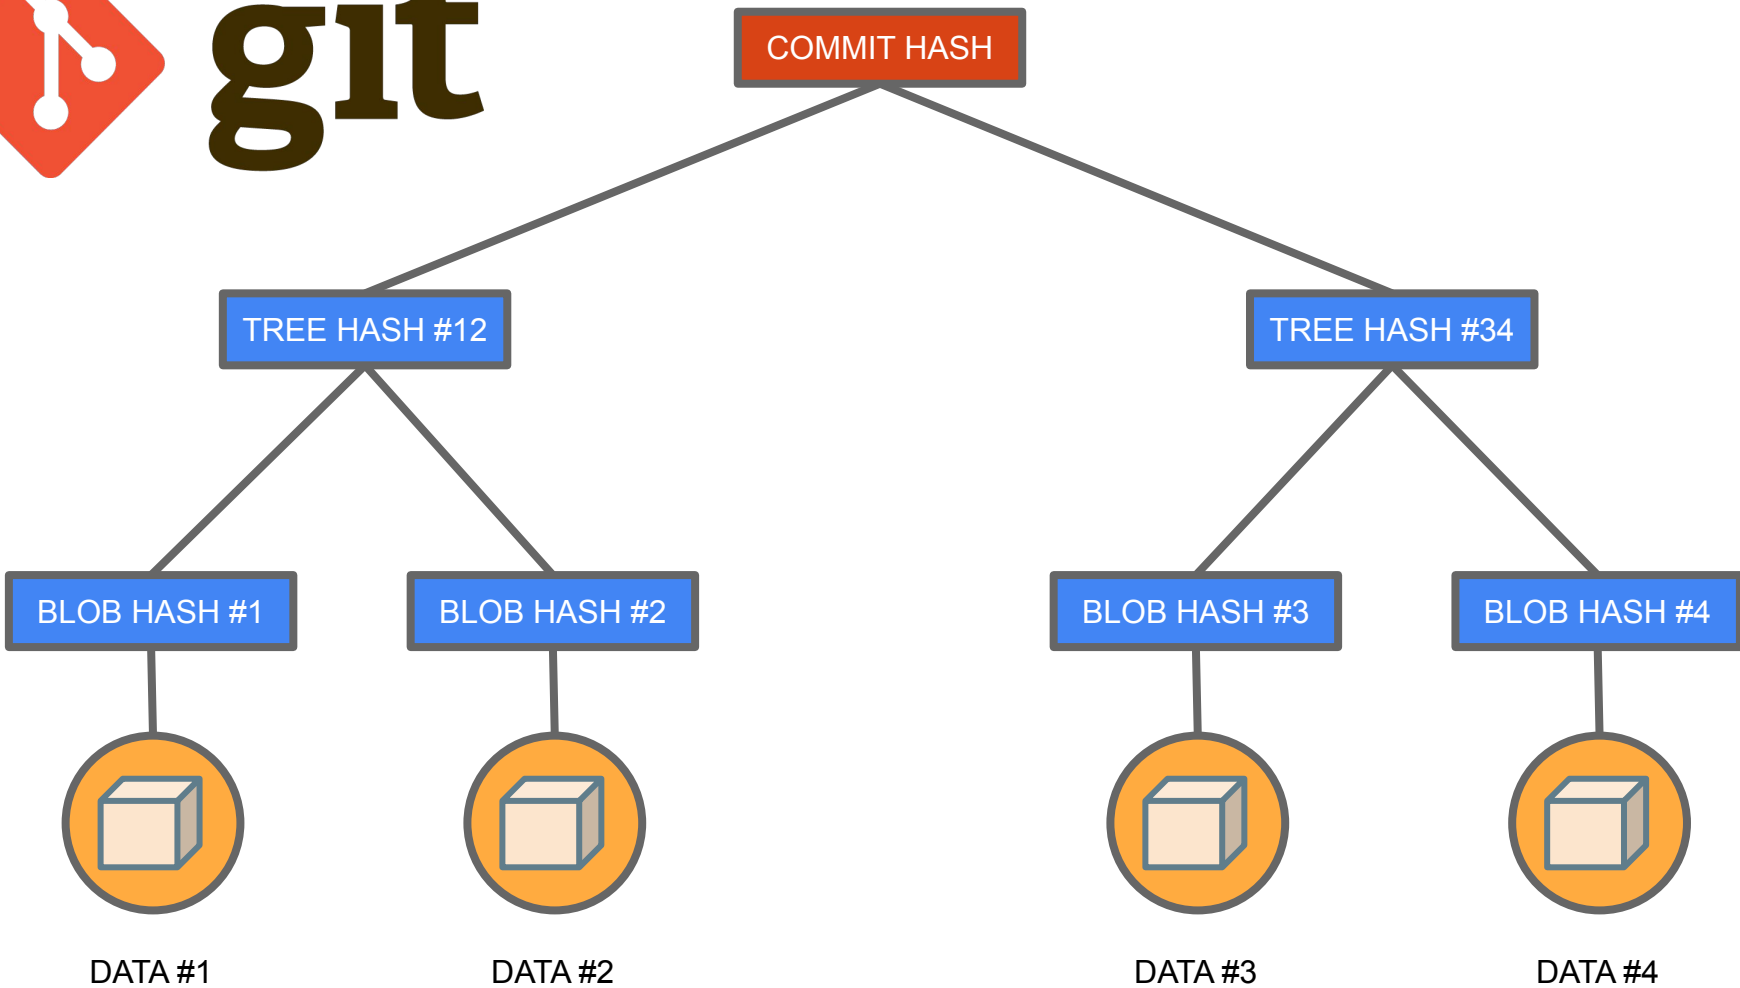 git
COMMIT HASH
TREE HASH #12
TREE HASH #34
BLOB HASH #1
BLOB HASH #2
BLOB HASH #3
BLOB HASH #4
DATA #1
DATA #2
DATA #3
DATA #4